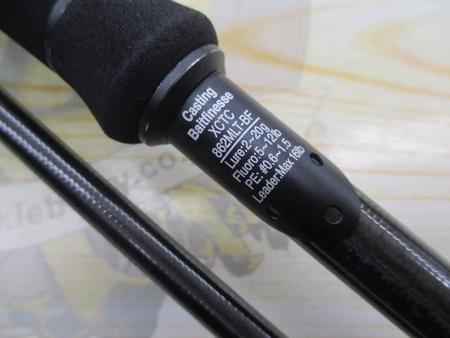 Casting
Baitfinesse
XCTC
862MLT-BF
Lure:2~20g
Fluoro:5~12lb
PE: #0.6~1.5
Leader:Max 16lb